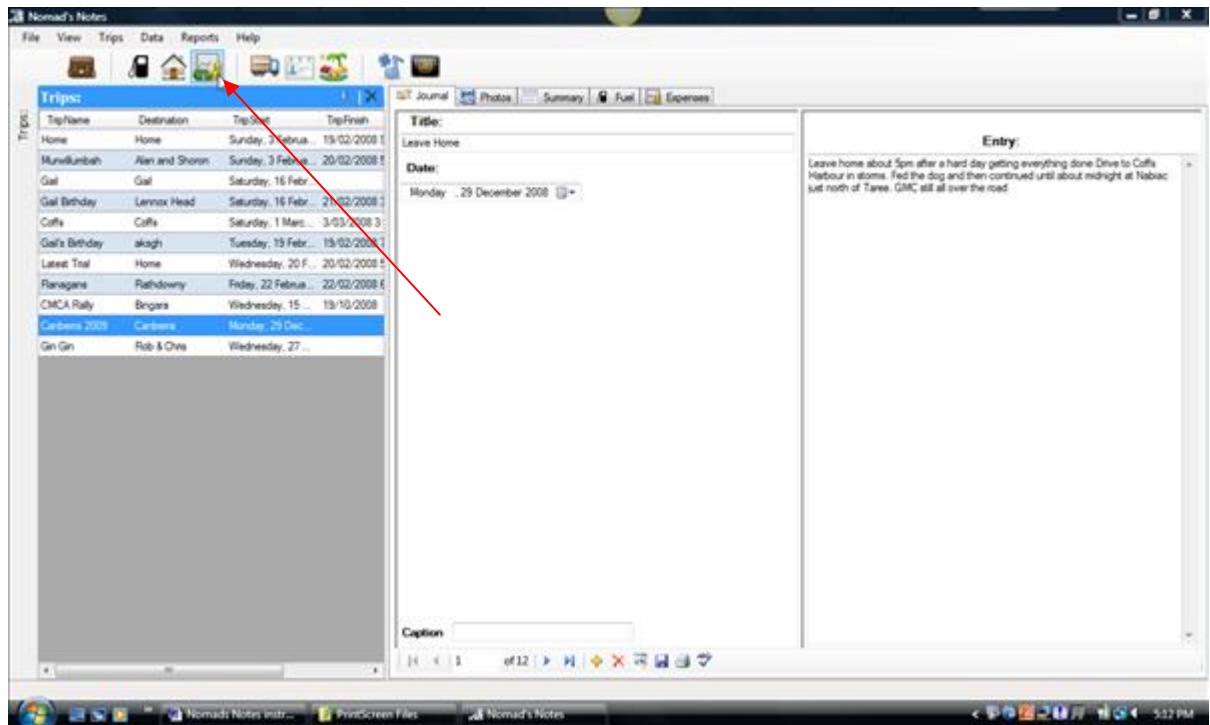 Nomad's Notes
File View Trips Data Reports Help
Trips:
Trips
TripName Destination TripStart TripFinish
Home Home Sunday, 3 Februa... 19/02/2008 1
Murwillumbah Alan and Sharon Sunday, 3 Februa... 20/02/2008
Gail Gail Saturday, 16 Febr...
Gail Birthday Lennox Head Saturday, 16 Febr... 21/02/2008
Coffs Coffs Saturday, 1 Marc... 3/03/2008 3
Gail's Birthday akagh Tuesday, 19 Febr... 19/02/2008
Latest Trial Home Wednesday, 20 F... 20/02/2008
Flanagans Rathdowny Friday, 22 Februa... 22/02/2008
CMCA Rally Bingara Wednesday, 15 ... 19/10/2008
Canberra 2009 Canberra Monday, 29 Dec...
Gin Gin Rob & Chris Wednesday, 27 ...
Journal Photos Summary Fuel Expenses
Title:
Leave Home
Date:
Monday , 29 December 2008
Caption
1 of 12
Entry:
Leave home about 5pm after a hard day getting everything done Drive to Coffs
Harbour in storms. Fed the dog and then continued until about midnight at Nabiac
just north of Taree. GMC still all over the road
Nomads Notes instr... PrintScreen Files Nomad's Notes
5:12 PM